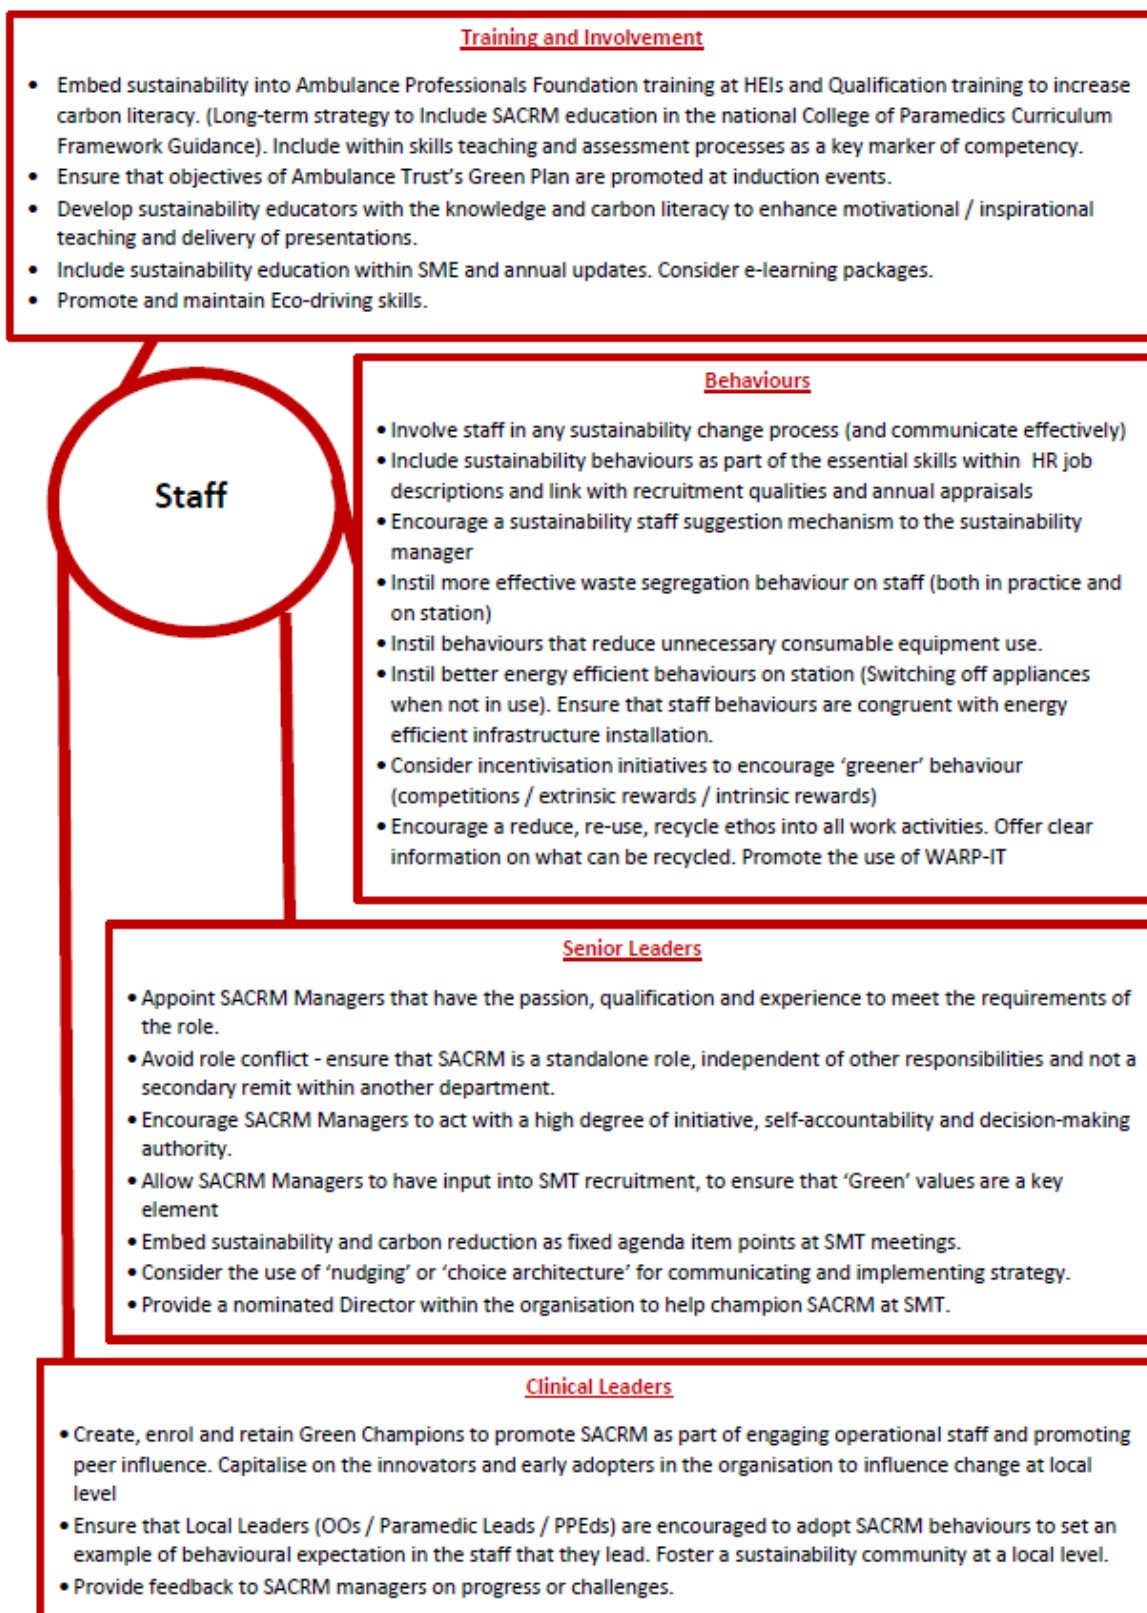 Training and Involvement
• Embed sustainability into Ambulance Professionals Foundation training at HEIs and Qualification training to increase
carbon literacy. (Long-term strategy to Include SACRM education in the national College of Paramedics Curriculum
Framework Guidance). Include within skills teaching and assessment processes as a key marker of competency.
• Ensure that objectives of Ambulance Trust's Green Plan are promoted at induction events.
• Develop sustainability educators with the knowledge and carbon literacy to enhance motivational / inspirational
teaching and delivery of presentations.
• Include sustainability education within SME and annual updates. Consider e-learning packages.
• Promote and maintain Eco-driving skills.
Staff
Behaviours
• Involve staff in any sustainability change process (and communicate effectively)
• Include sustainability behaviours as part of the essential skills within HR job
descriptions and link with recruitment qualities and annual appraisals
• Encourage a sustainability staff suggestion mechanism to the sustainability
manager
• Instil more effective waste segregation behaviour on staff (both in practice and
on station)
• Instil behaviours that reduce unnecessary consumable equipment use.
• Instil better energy efficient behaviours on station (Switching off appliances
when not in use). Ensure that staff behaviours are congruent with energy
efficient infrastructure installation.
• Consider incentivisation initiatives to encourage ‘greener’ behaviour
(competitions / extrinsic rewards / intrinsic rewards)
• Encourage a reduce, re-use, recycle ethos into all work activities. Offer clear
information on what can be recycled. Promote the use of WARP-IT
Senior Leaders
• Appoint SACRM Managers that have the passion, qualification and experience to meet the requirements of
the role.
• Avoid role conflict - ensure that SACRM is a standalone role, independent of other responsibilities and not a
secondary remit within another department.
• Encourage SACRM Managers to act with a high degree of initiative, self-accountability and decision-making
authority.
• Allow SACRM Managers to have input into SMT recruitment, to ensure that ‘Green’ values are a key
element
• Embed sustainability and carbon reduction as fixed agenda item points at SMT meetings.
• Consider the use of ‘nudging’ or ‘choice architecture’ for communicating and implementing strategy.
• Provide a nominated Director within the organisation to help champion SACRM at SMT.
Clinical Leaders
• Create, enrol and retain Green Champions to promote SACRM as part of engaging operational staff and promoting
peer influence. Capitalise on the innovators and early adopters in the organisation to influence change at local
level
• Ensure that Local Leaders (OOs / Paramedic Leads / PPEds) are encouraged to adopt SACRM behaviours to set an
example of behavioural expectation in the staff that they lead. Foster a sustainability community at a local level.
• Provide feedback to SACRM managers on progress or challenges.